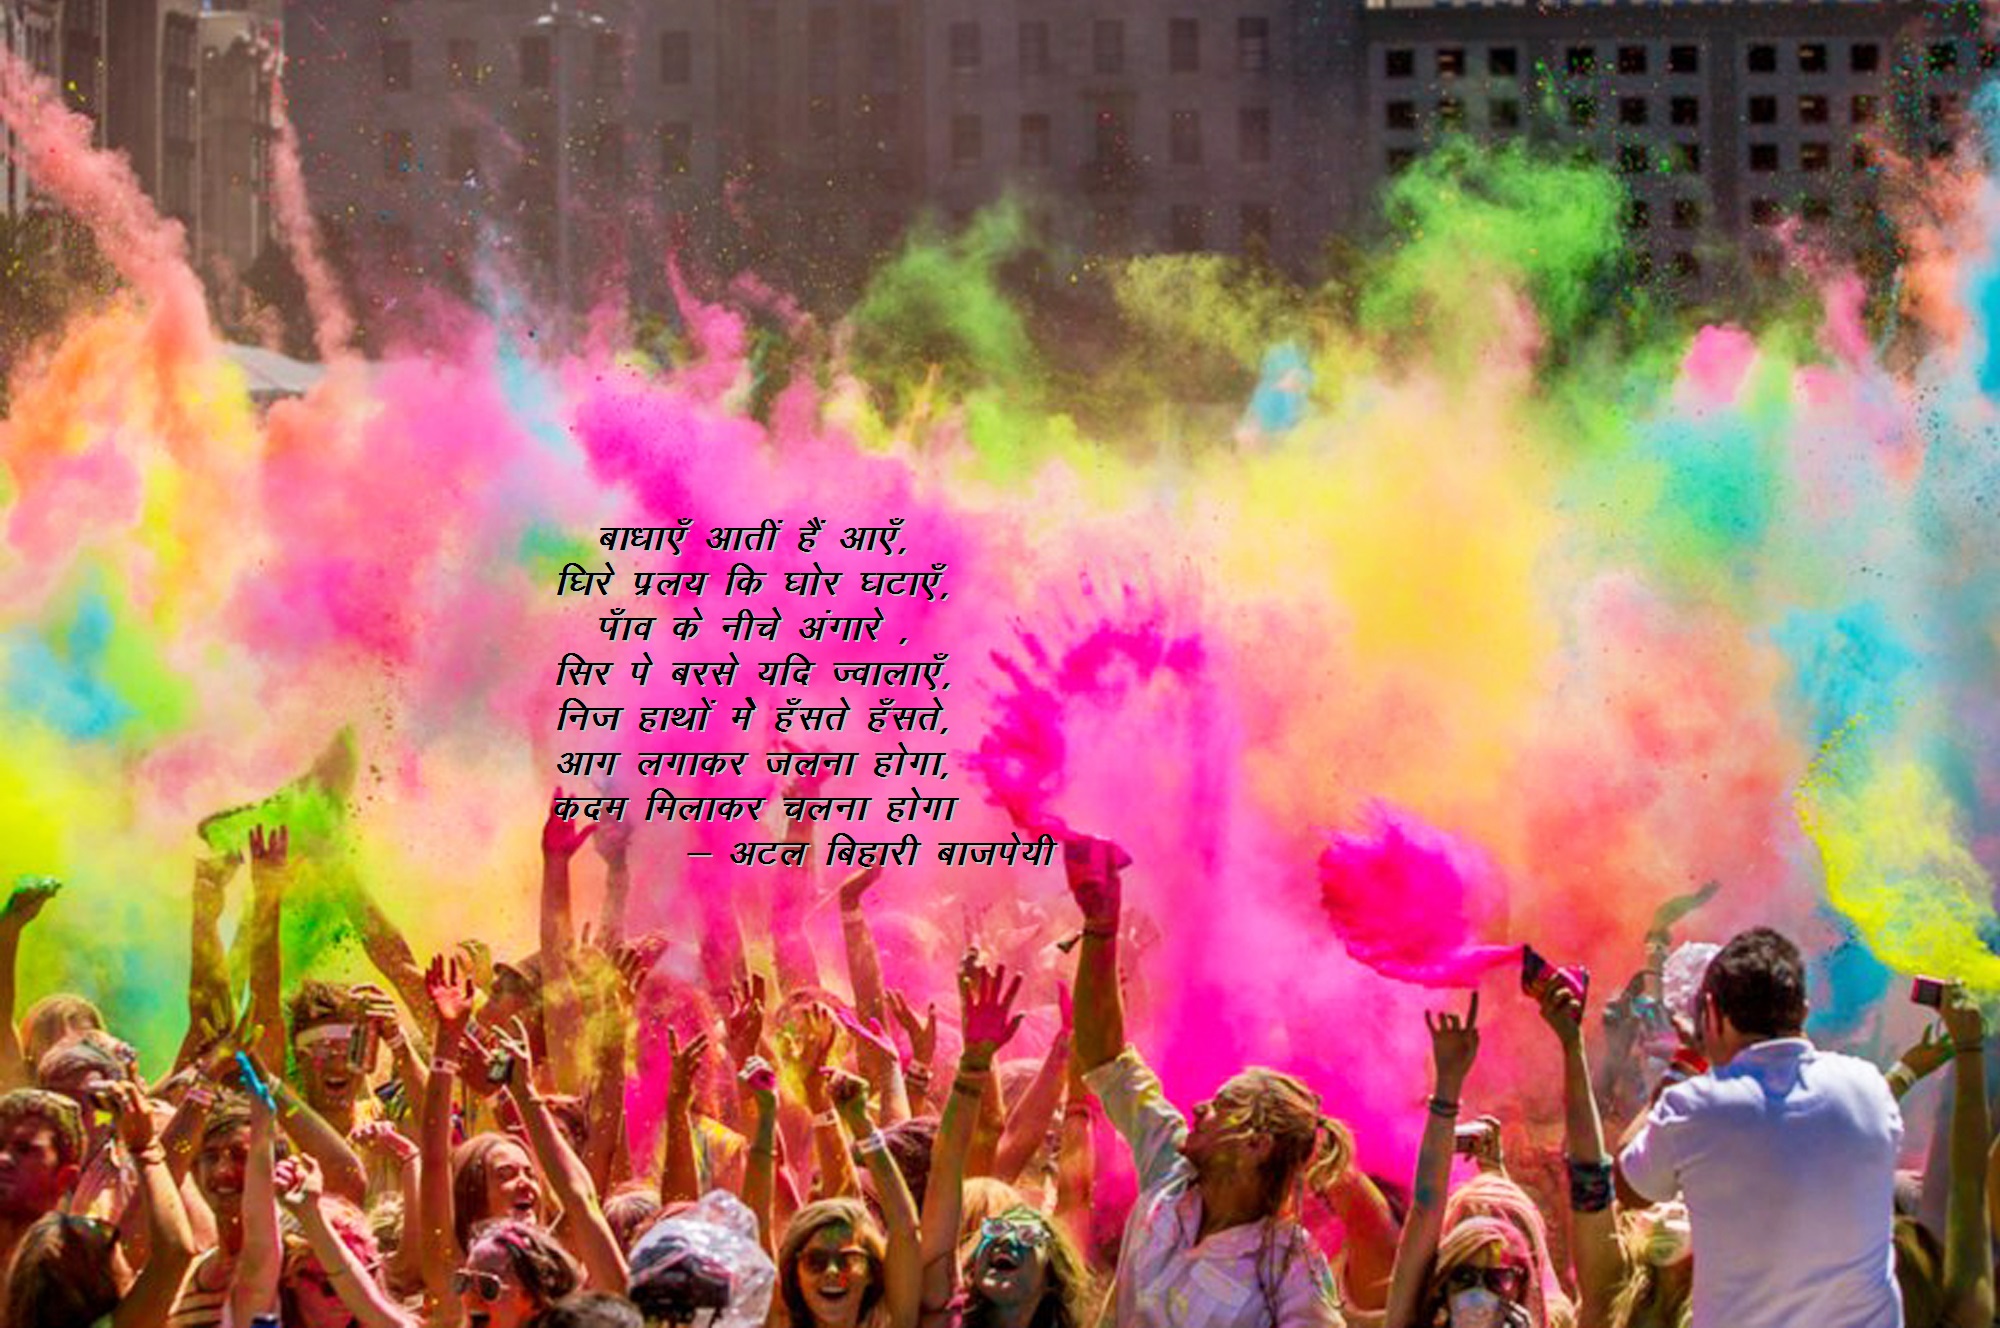 बाधाएँ आतीं हैं आएँ,
घिरे प्रलय कि घोर घटाएँ,
पाँव के नीचे अंगारे ,
सिर पे बरसे यदि ज्वालाएँ,
निज हाथों मेे हँसते हँसते,
आग लगाकर जलना होगा,
कदम मिलाकर चलना होगा
– अटल बिहारी बाजपेयी